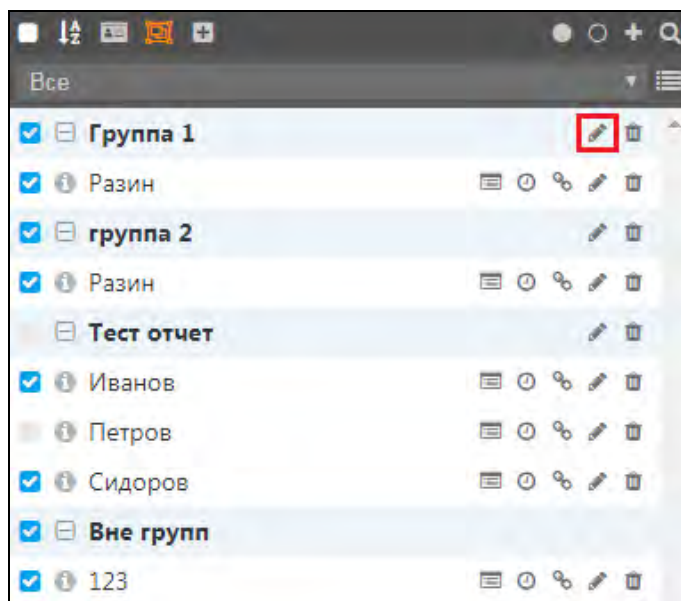 Все
Группа 1
Разин
группа 2
Разин
Тест отчет
Иванов
Петров
Сидоров
Вне групп
123